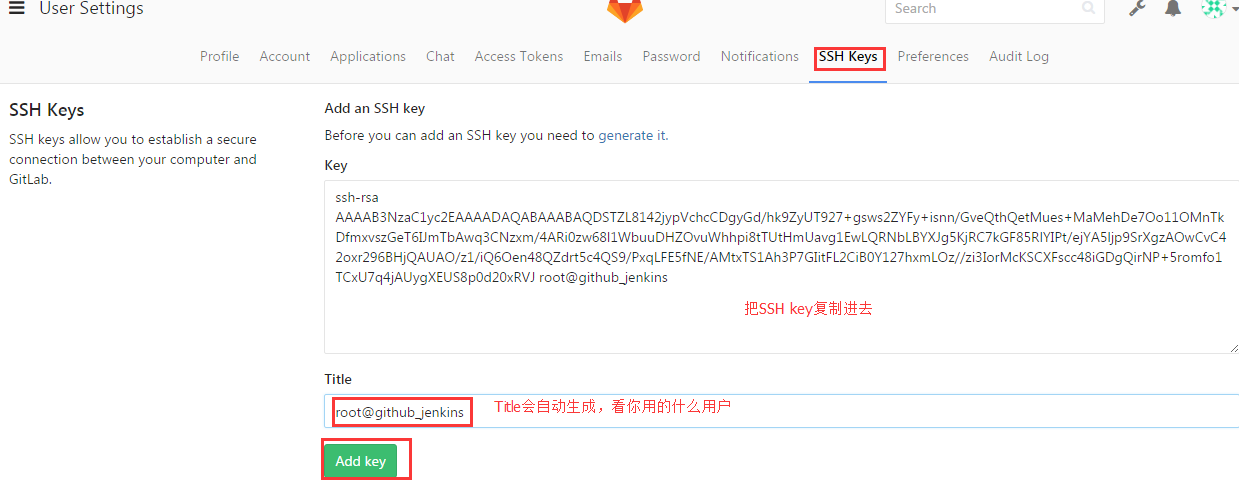 User Settings
Search
Profile Account Applications Chat Access Tokens Emails Password Notifications SSH Keys Preferences Audit Log
SSH Keys
SSH keys allow you to establish a secure
connection between your computer and
GitLab.
Add an SSH key
Before you can add an SSH key you need to generate it.
Key
ssh-rsa
AAAAB3NzaC1yc2EAAAADAQABAAABAQDSTZL8142jypVchcCDgyGd/hk9ZyUT927+gsws2ZYFy+isnn/GveQthQetMues+MaMehDe7Oo11OMnTk
DfmxvszGeT6IJmTbAwq3CNzxm/4ARi0zw68I1WbuuDHZOvuWhhpi8tTUtHmUavg1EwLQRNbLBYXJg5KjRC7kGF85RlYIPt/ejYA5ljp9SrXgzAOwCvC4
2oxr296BHjQAUAO/z1/iQ6Oen48QZdrt5c4QS9/PxqLFE5fNE/AMtxTS1Ah3P7GIitFL2CiB0Y127hxmLOz//zi3IorMcKSCXFscc48iGDgQirNP+5romfo1
TCxU7q4jAUygXEUS8p0d20xRVJ root@github_jenkins
把SSH key复制进去
Title
root@github_jenkins
Title会自动生成，看你用的什么用户
Add key